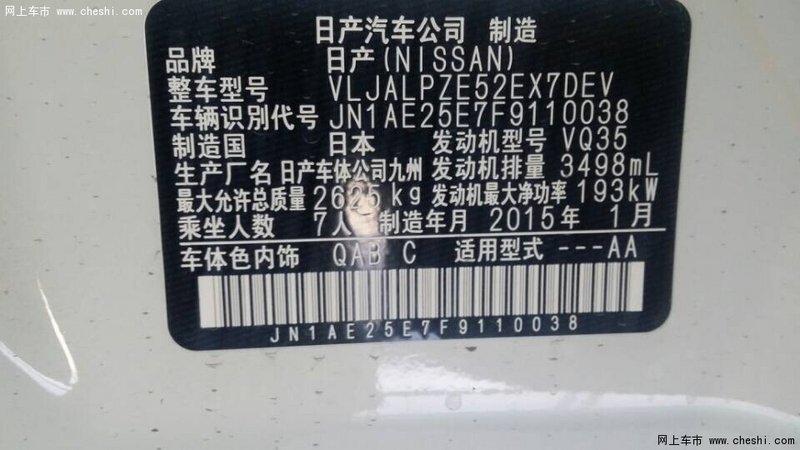 网上车市 www.cheshi.com
日产汽车公司 制造
品牌 日产(NISSAN)
整车型号 VLJALPZE52EX7DEV
车辆识别代号 JN1AE25E7F9110038
制造国 日本 发动机型号 VQ35
生产厂名 日产车体公司九州 发动机排量 3498mL
最大允许总质量 2625kg 发动机最大净功率 193kW
乘坐人数 7人 制造年月 2015年 1月
车体色内饰 QAB C 适用型式 ---AA
JN1AE25E7F9110038
网上车市 www.cheshi.com